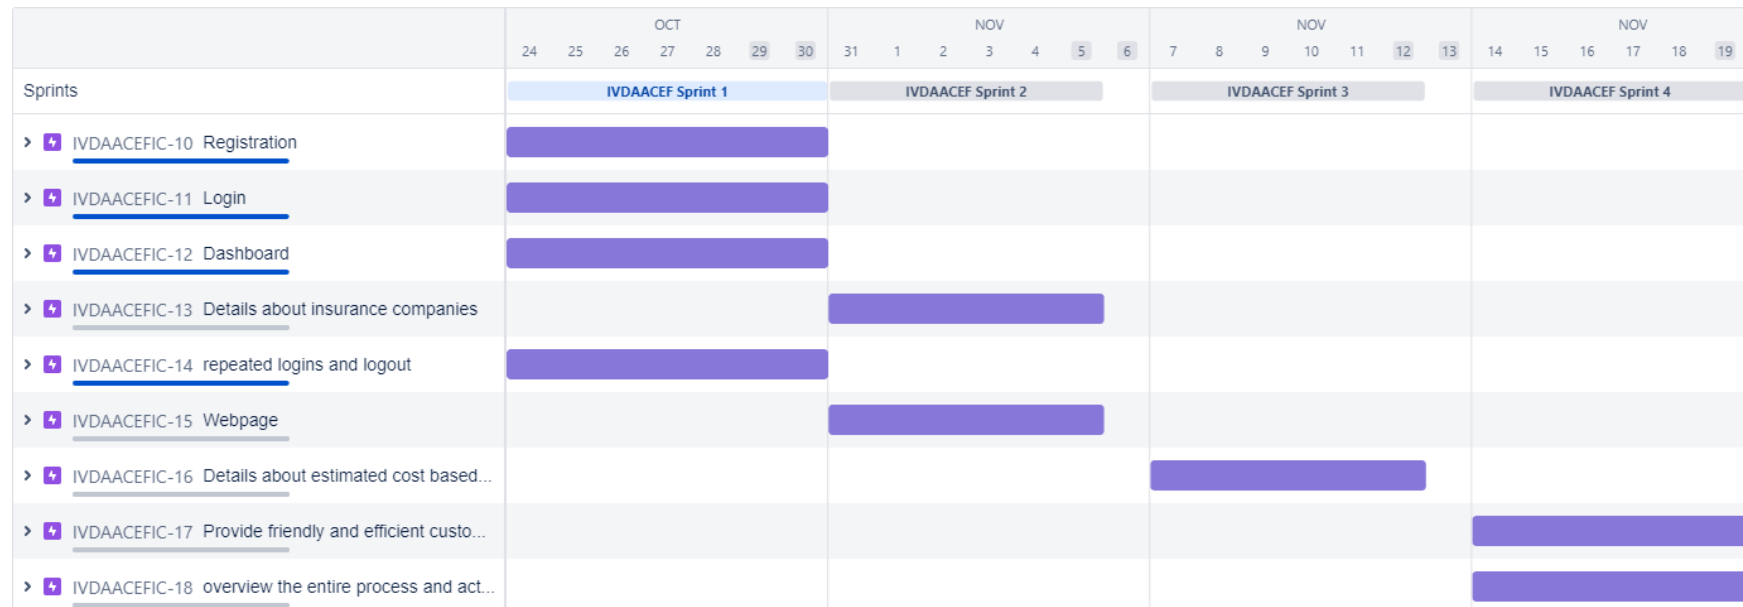 OCT NOV NOV NOV
24 25 26 27 28 29 30 31 1 2 3 4 5 6 7 8 9 10 11 12 13 14 15 16 17 18 19
Sprints IVDAACEF Sprint 1 IVDAACEF Sprint 2 IVDAACEF Sprint 3 IVDAACEF Sprint 4
IVDAACEFIC-10 Registration
IVDAACEFIC-11 Login
IVDAACEFIC-12 Dashboard
IVDAACEFIC-13 Details about insurance companies
IVDAACEFIC-14 repeated logins and logout
IVDAACEFIC-15 Webpage
IVDAACEFIC-16 Details about estimated cost based...
IVDAACEFIC-17 Provide friendly and efficient custo...
IVDAACEFIC-18 overview the entire process and act...